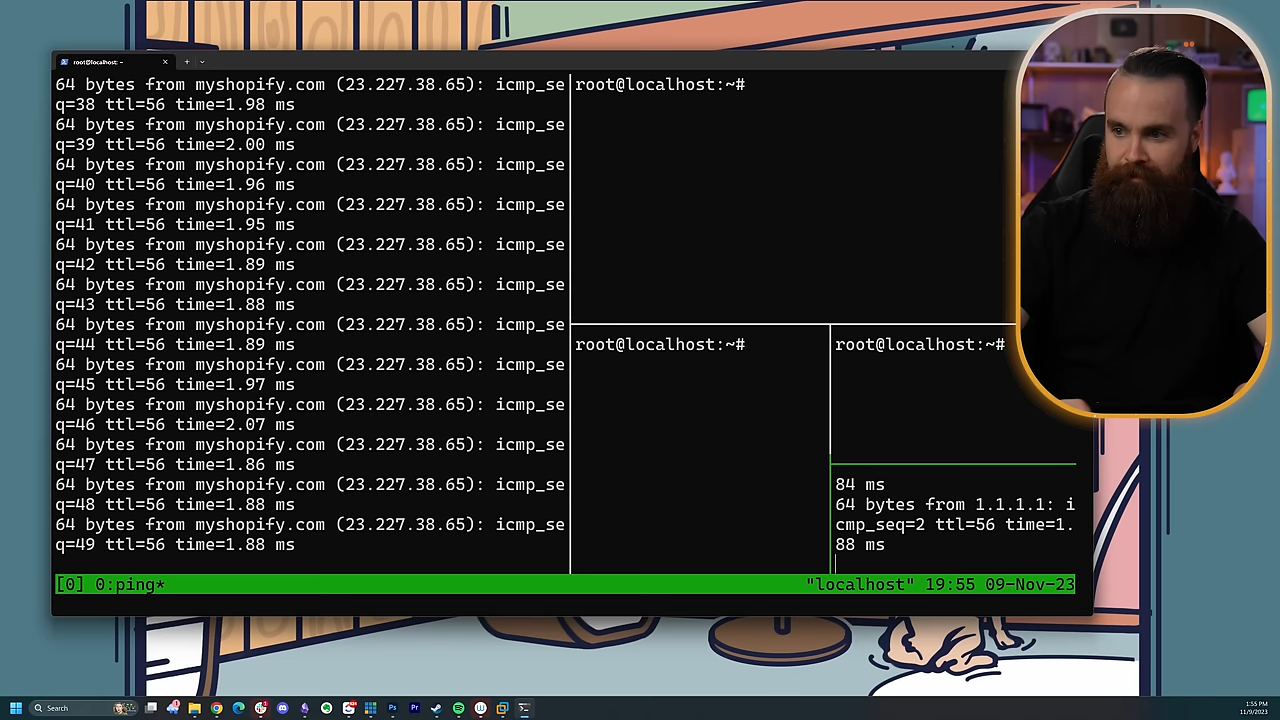 root@localhost: ~
64 bytes from myshopify.com (23.227.38.65): icmp_se
q=38 ttl=56 time=1.98 ms
64 bytes from myshopify.com (23.227.38.65): icmp_se
q=39 ttl=56 time=2.00 ms
64 bytes from myshopify.com (23.227.38.65): icmp_se
q=40 ttl=56 time=1.96 ms
64 bytes from myshopify.com (23.227.38.65): icmp_se
q=41 ttl=56 time=1.95 ms
64 bytes from myshopify.com (23.227.38.65): icmp_se
q=42 ttl=56 time=1.89 ms
64 bytes from myshopify.com (23.227.38.65): icmp_se
q=43 ttl=56 time=1.88 ms
64 bytes from myshopify.com (23.227.38.65): icmp_se
q=44 ttl=56 time=1.89 ms
64 bytes from myshopify.com (23.227.38.65): icmp_se
q=45 ttl=56 time=1.97 ms
64 bytes from myshopify.com (23.227.38.65): icmp_se
q=46 ttl=56 time=2.07 ms
64 bytes from myshopify.com (23.227.38.65): icmp_se
q=47 ttl=56 time=1.86 ms
64 bytes from myshopify.com (23.227.38.65): icmp_se
q=48 ttl=56 time=1.88 ms
64 bytes from myshopify.com (23.227.38.65): icmp_se
q=49 ttl=56 time=1.88 ms
root@localhost:~#
root@localhost:~#
root@localhost:~#
84 ms
64 bytes from 1.1.1.1: i
cmp_seq=2 ttl=56 time=1.
88 ms
[0] 0:ping* "localhost" 19:55 09-Nov-23
Search
1:55 PM
11/9/2023